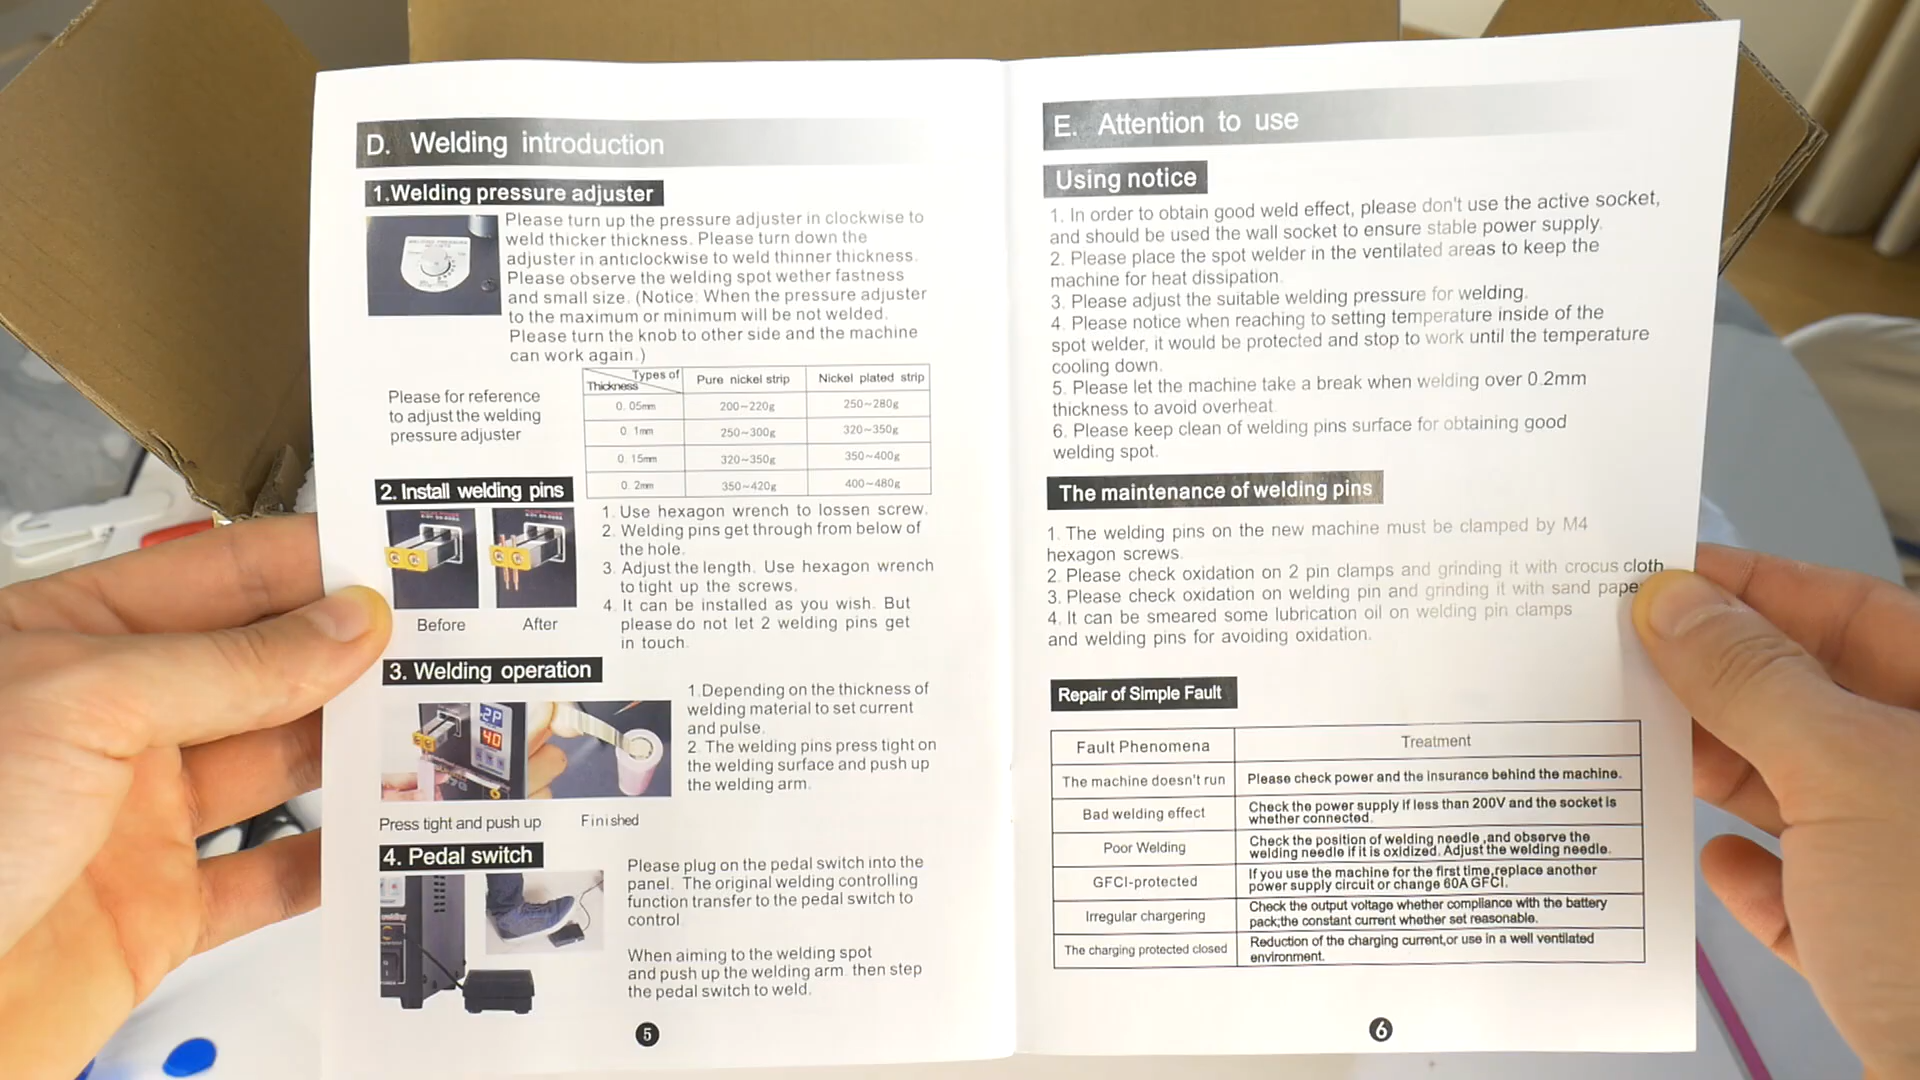 D. Welding introduction
1.Welding pressure adjuster
Please turn up the pressure adjuster in clockwise to
weld thicker thickness. Please turn down the
adjuster in anticlockwise to weld thinner thickness.
Please observe the welding spot wether fastness
and small size. (Notice: When the pressure adjuster
to the maximum or minimum will be not welded.
Please turn the knob to other side and the machine
can work again.)
Please for reference
to adjust the welding
pressure adjuster
Types of
Thickness
Pure nickel strip
Nickel plated strip
0.05mm
200~220g
250~280g
0.1mm
250~300g
320~350g
0.15mm
320~350g
350~400g
0.2mm
350~420g
400~480g
2. Install welding pins
Before
After
1. Use hexagon wrench to lossen screw.
2. Welding pins get through from below of
the hole.
3. Adjust the length. Use hexagon wrench
to tight up the screws.
4. It can be installed as you wish. But
please do not let 2 welding pins get
in touch.
3. Welding operation
2P
40
Press tight and push up
Finished
1.Depending on the thickness of
welding material to set current
and pulse.
2. The welding pins press tight on
the welding surface and push up
the welding arm.
4. Pedal switch
Please plug on the pedal switch into the
panel. The original welding controlling
function transfer to the pedal switch to
control
When aiming to the welding spot
and push up the welding arm. then step
the pedal switch to weld.
5
E. Attention to use
Using notice
1. In order to obtain good weld effect, please don't use the active socket,
and should be used the wall socket to ensure stable power supply.
2. Please place the spot welder in the ventilated areas to keep the
machine for heat dissipation.
3. Please adjust the suitable welding pressure for welding.
4. Please notice when reaching to setting temperature inside of the
spot welder, it would be protected and stop to work until the temperature
cooling down.
5. Please let the machine take a break when welding over 0.2mm
thickness to avoid overheat
6. Please keep clean of welding pins surface for obtaining good
welding spot.
The maintenance of welding pins
1. The welding pins on the new machine must be clamped by M4
hexagon screws.
2. Please check oxidation on 2 pin clamps and grinding it with crocus cloth
3. Please check oxidation on welding pin and grinding it with sand pape
4. It can be smeared some lubrication oil on welding pin clamps
and welding pins for avoiding oxidation.
Repair of Simple Fault
Fault Phenomena
Treatment
The machine doesn't run
Please check power and the insurance behind the machine.
Bad welding effect
Check the power supply if less than 200V and the socket is
whether connected.
Poor Welding
Check the position of welding needle ,and observe the
welding needle if it is oxidized. Adjust the welding needle.
GFCI-protected
If you use the machine for the first time,replace another
power supply circuit or change 60A GFCI.
Irregular chargering
Check the output voltage whether compliance with the battery
pack;the constant current whether set reasonable.
The charging protected closed
Reduction of the charging current,or use in a well ventilated
environment.
6